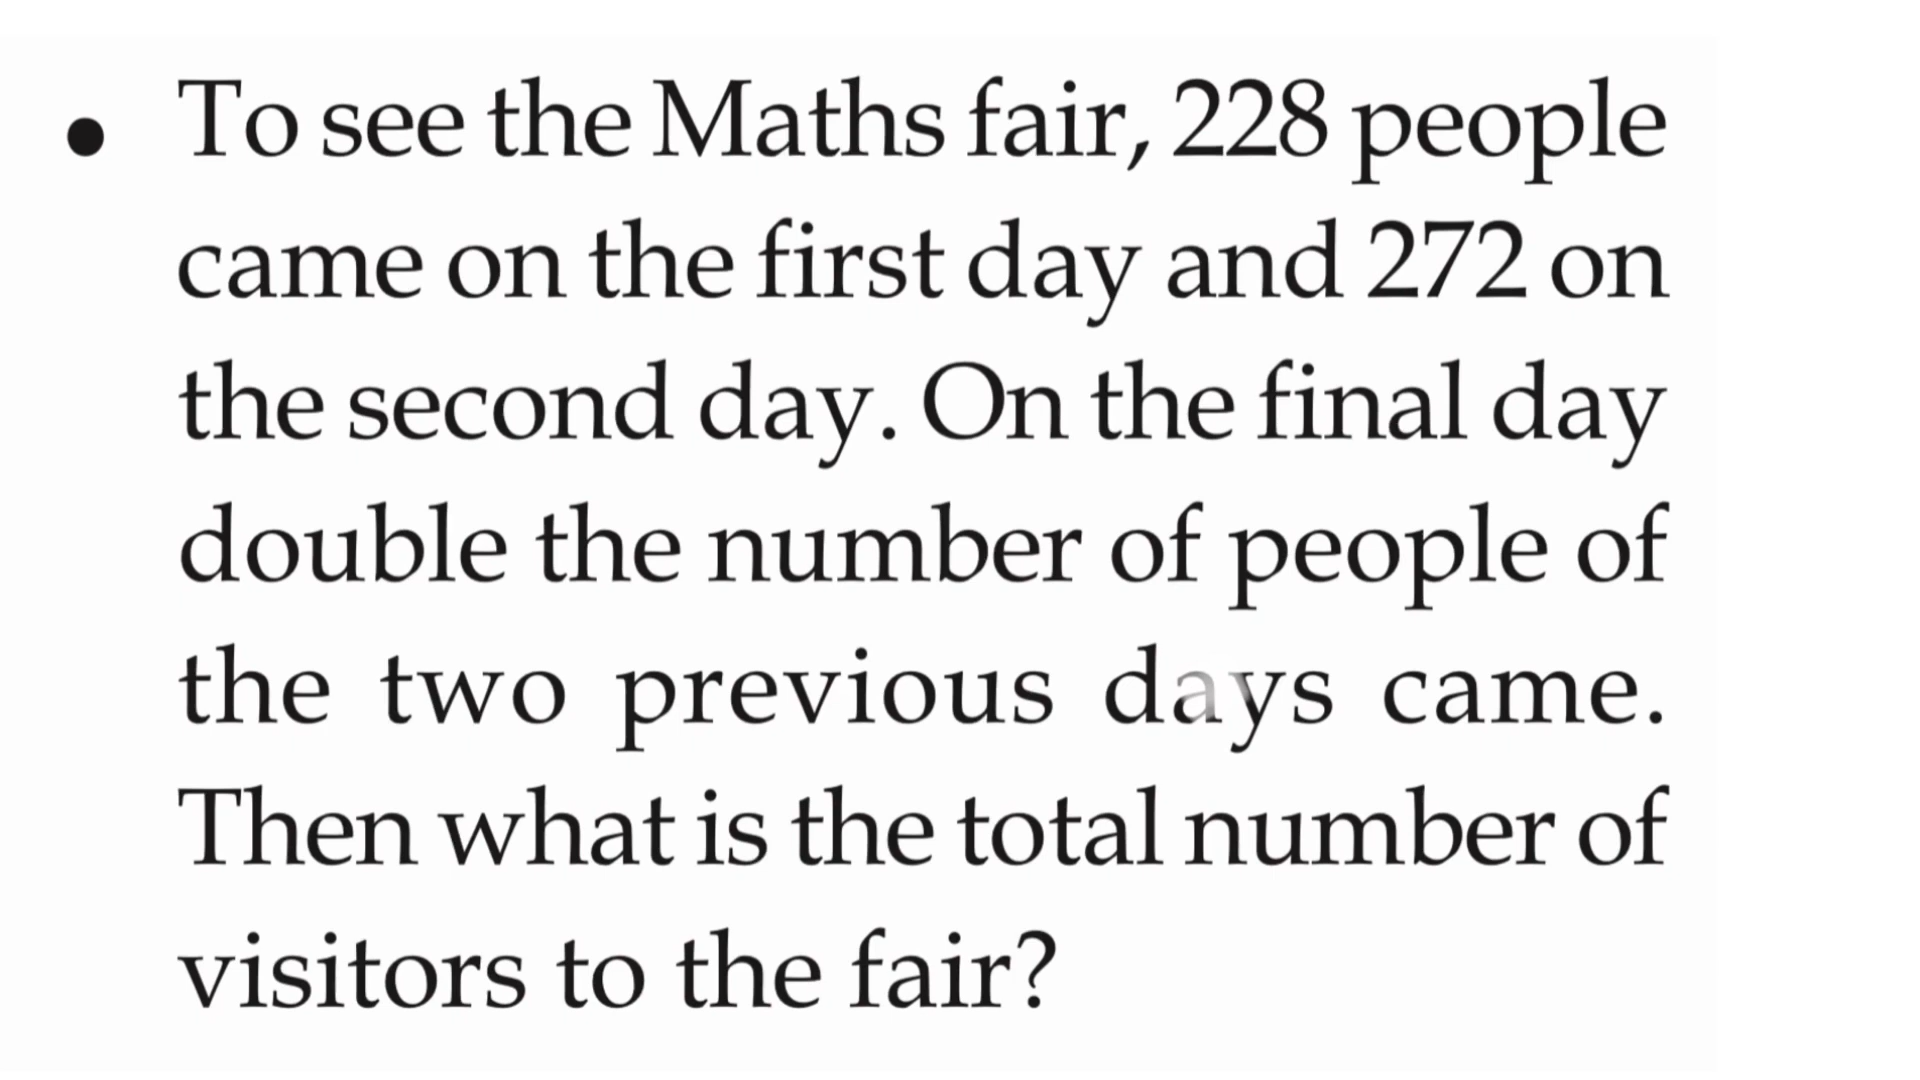 • To see the Maths fair, 228 people
came on the first day and 272 on
the second day. On the final day
double the number of people of
the two previous days came.
Then what is the total number of
visitors to the fair?